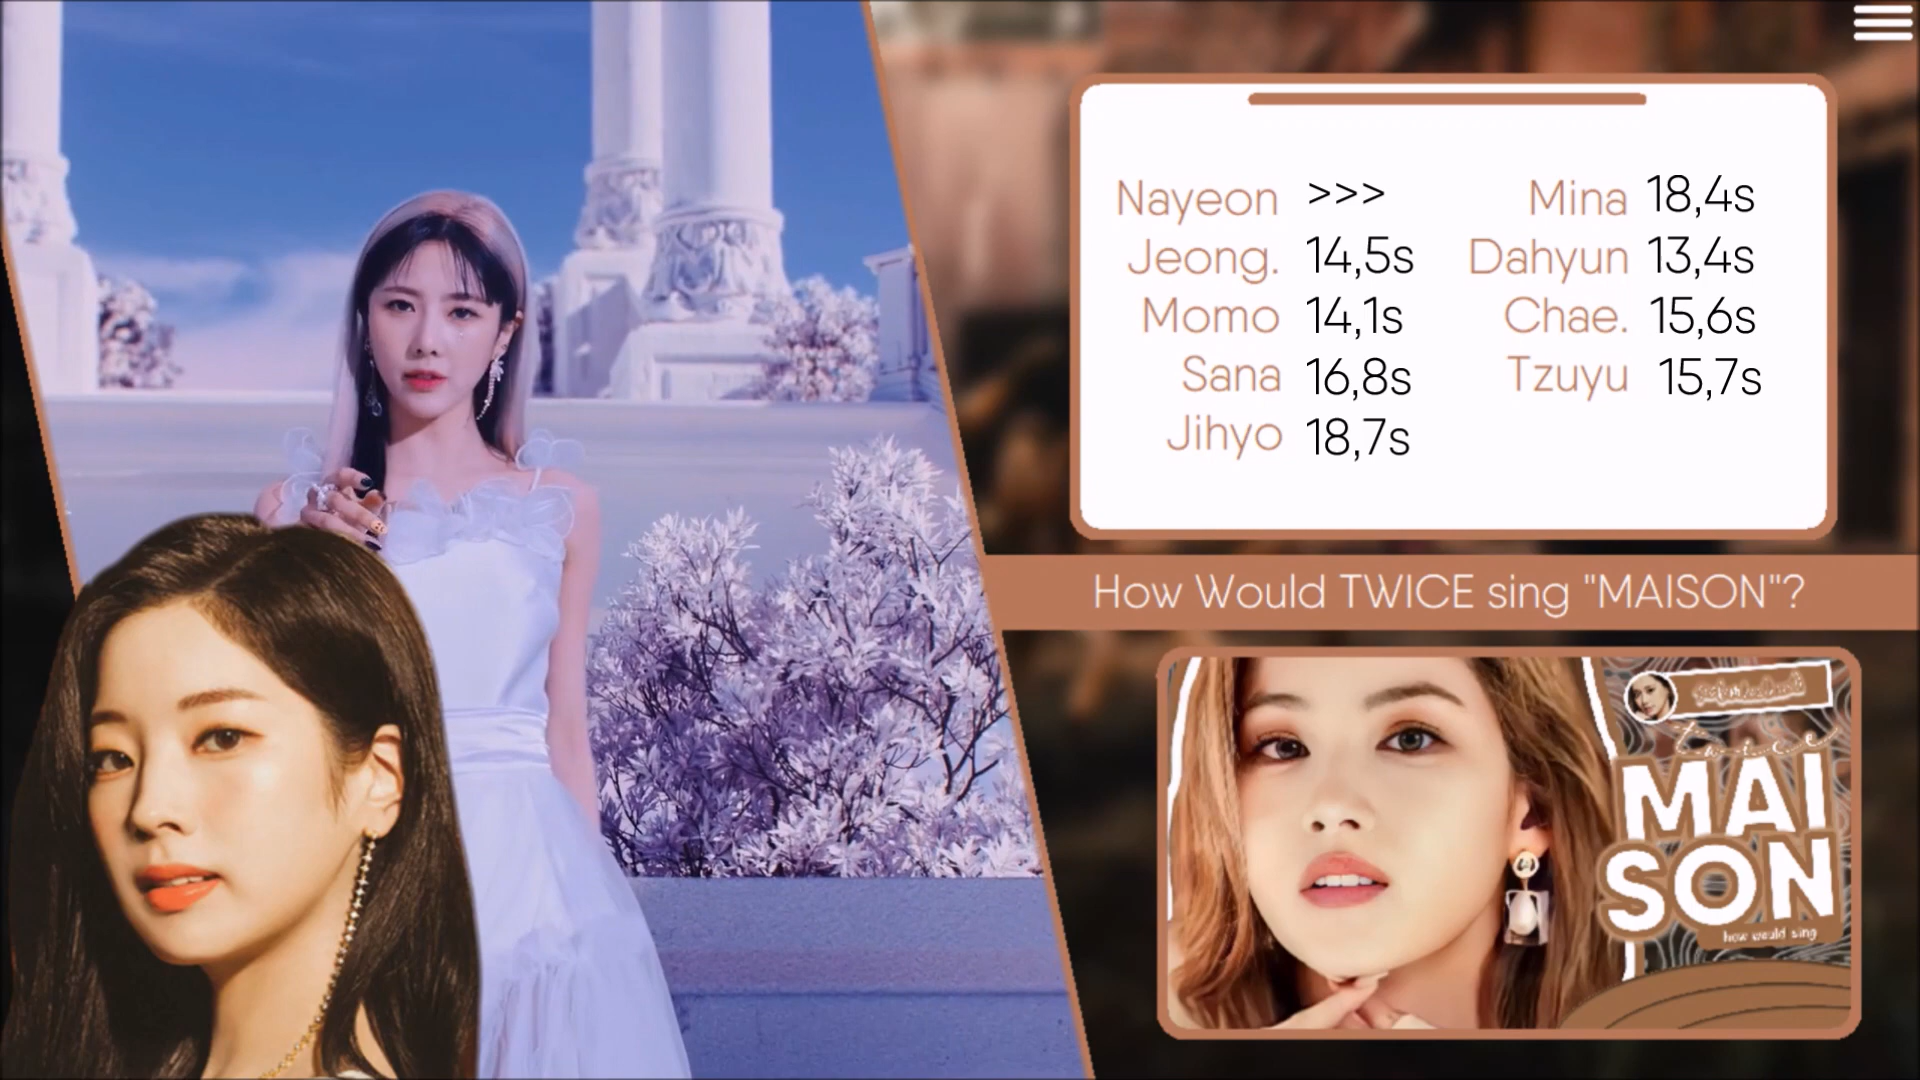 Nayeon >>> Mina 18,4s
Jeong. 14,5s Dahyun 13,4s
Momo 14,1s Chae. 15,6s
Sana 16,8s Tzuyu 15,7s
Jihyo 18,7s
How Would TWICE sing "MAISON"?
twice
MAI
SON
how would sing